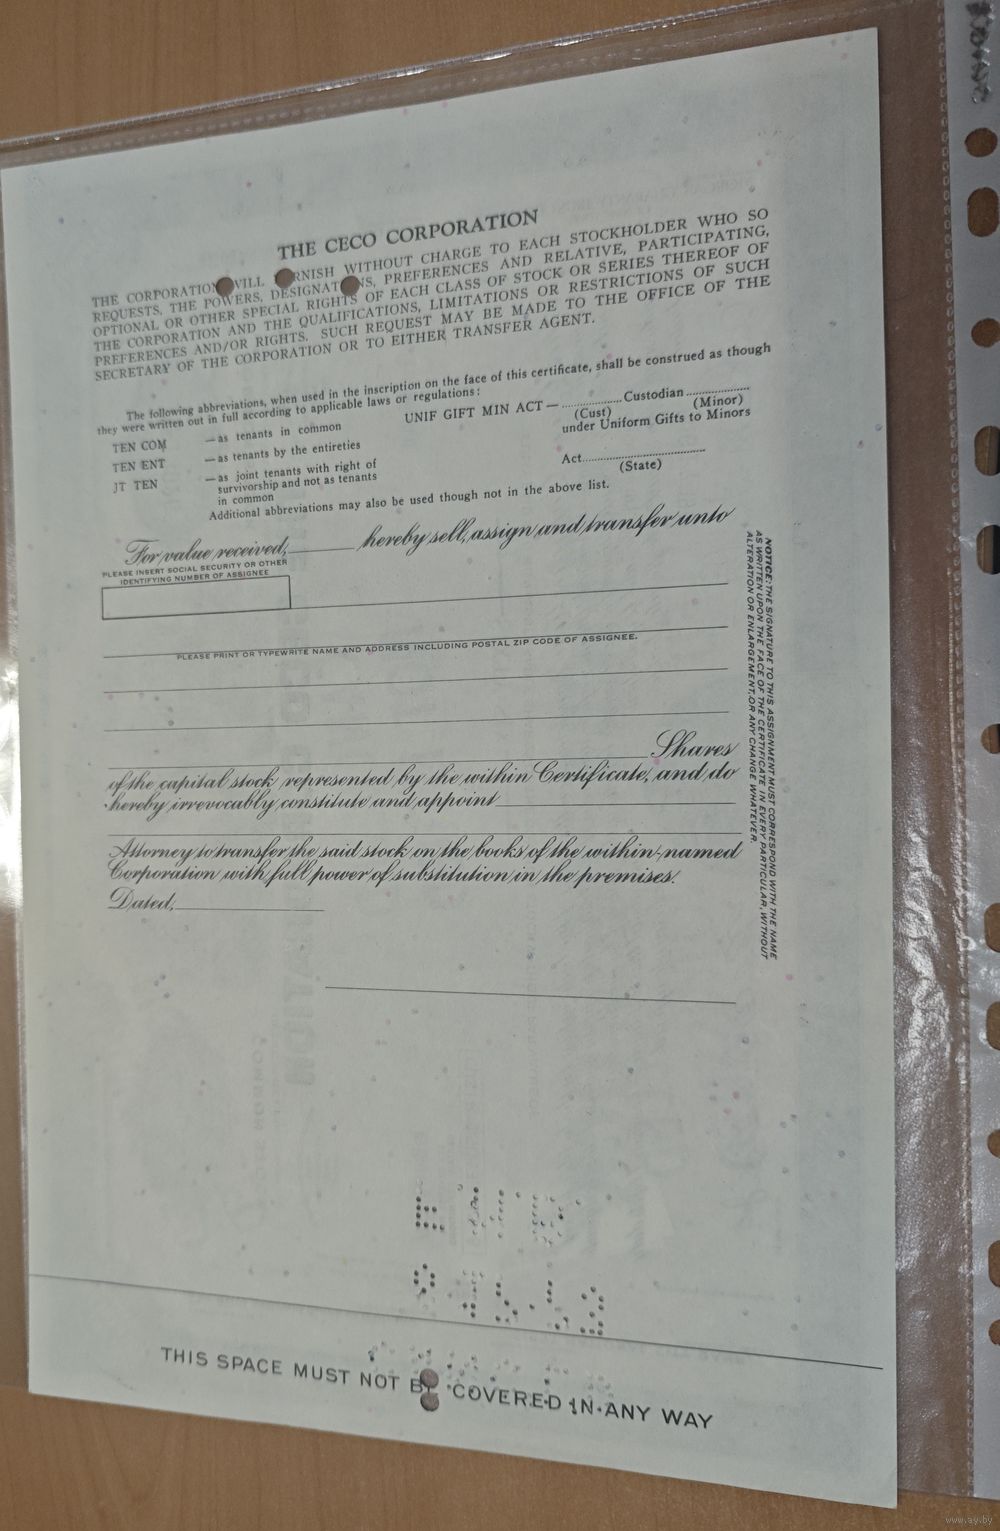 THE CECO CORPORATION
THE CORPORATION WILL FURNISH WITHOUT CHARGE TO EACH STOCKHOLDER WHO SO
REQUESTS, THE POWERS, DESIGNATIONS, PREFERENCES AND RELATIVE, PARTICIPATING,
OPTIONAL OR OTHER SPECIAL RIGHTS OF EACH CLASS OF STOCK OR SERIES THEREOF OF
THE CORPORATION AND THE QUALIFICATIONS, LIMITATIONS OR RESTRICTIONS OF SUCH
PREFERENCES AND/OR RIGHTS. SUCH REQUEST MAY BE MADE TO THE OFFICE OF THE
SECRETARY OF THE CORPORATION OR TO EITHER TRANSFER AGENT.
The following abbreviations, when used in the inscription on the face of this certificate, shall be construed as though
they were written out in full according to applicable laws or regulations:
TEN COM —as tenants in common
TEN ENT —as tenants by the entireties
JT TEN —as joint tenants with right of
survivorship and not as tenants
in common
UNIF GIFT MIN ACT—....................Custodian....................
(Cust) (Minor)
under Uniform Gifts to Minors
Act........................................
(State)
Additional abbreviations may also be used though not in the above list.
For value received, ________ hereby sell, assign and transfer unto
PLEASE INSERT SOCIAL SECURITY OR OTHER
IDENTIFYING NUMBER OF ASSIGNEE
PLEASE PRINT OR TYPEWRITE NAME AND ADDRESS INCLUDING POSTAL ZIP CODE OF ASSIGNEE.
Shares
of the capital stock represented by the within Certificate, and do
hereby irrevocably constitute and appoint
Attorney to transfer the said stock on the books of the within-named
Corporation with full power of substitution in the premises.
Dated,
NOTICE: THE SIGNATURE TO THIS ASSIGNMENT MUST CORRESPOND WITH THE NAME
AS WRITTEN UPON THE FACE OF THE CERTIFICATE IN EVERY PARTICULAR, WITHOUT
ALTERATION OR ENLARGEMENT, OR ANY CHANGE WHATEVER.
THIS SPACE MUST NOT BE COVERED IN ANY WAY
www.ay.by